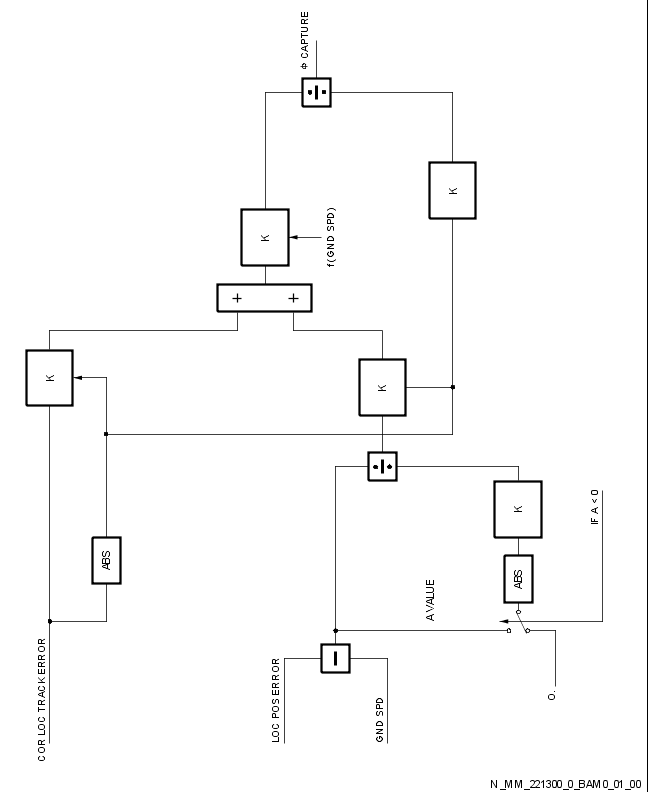 Φ CAPTURE
K
K
f(GND SPD)
+ +
K
K
K
ABS
IF A < 0
ABS
A VALUE
COR LOC TRACK ERROR
LOC POS ERROR
GND SPD
0.
N_MM_221300_0_BAM0_01_00